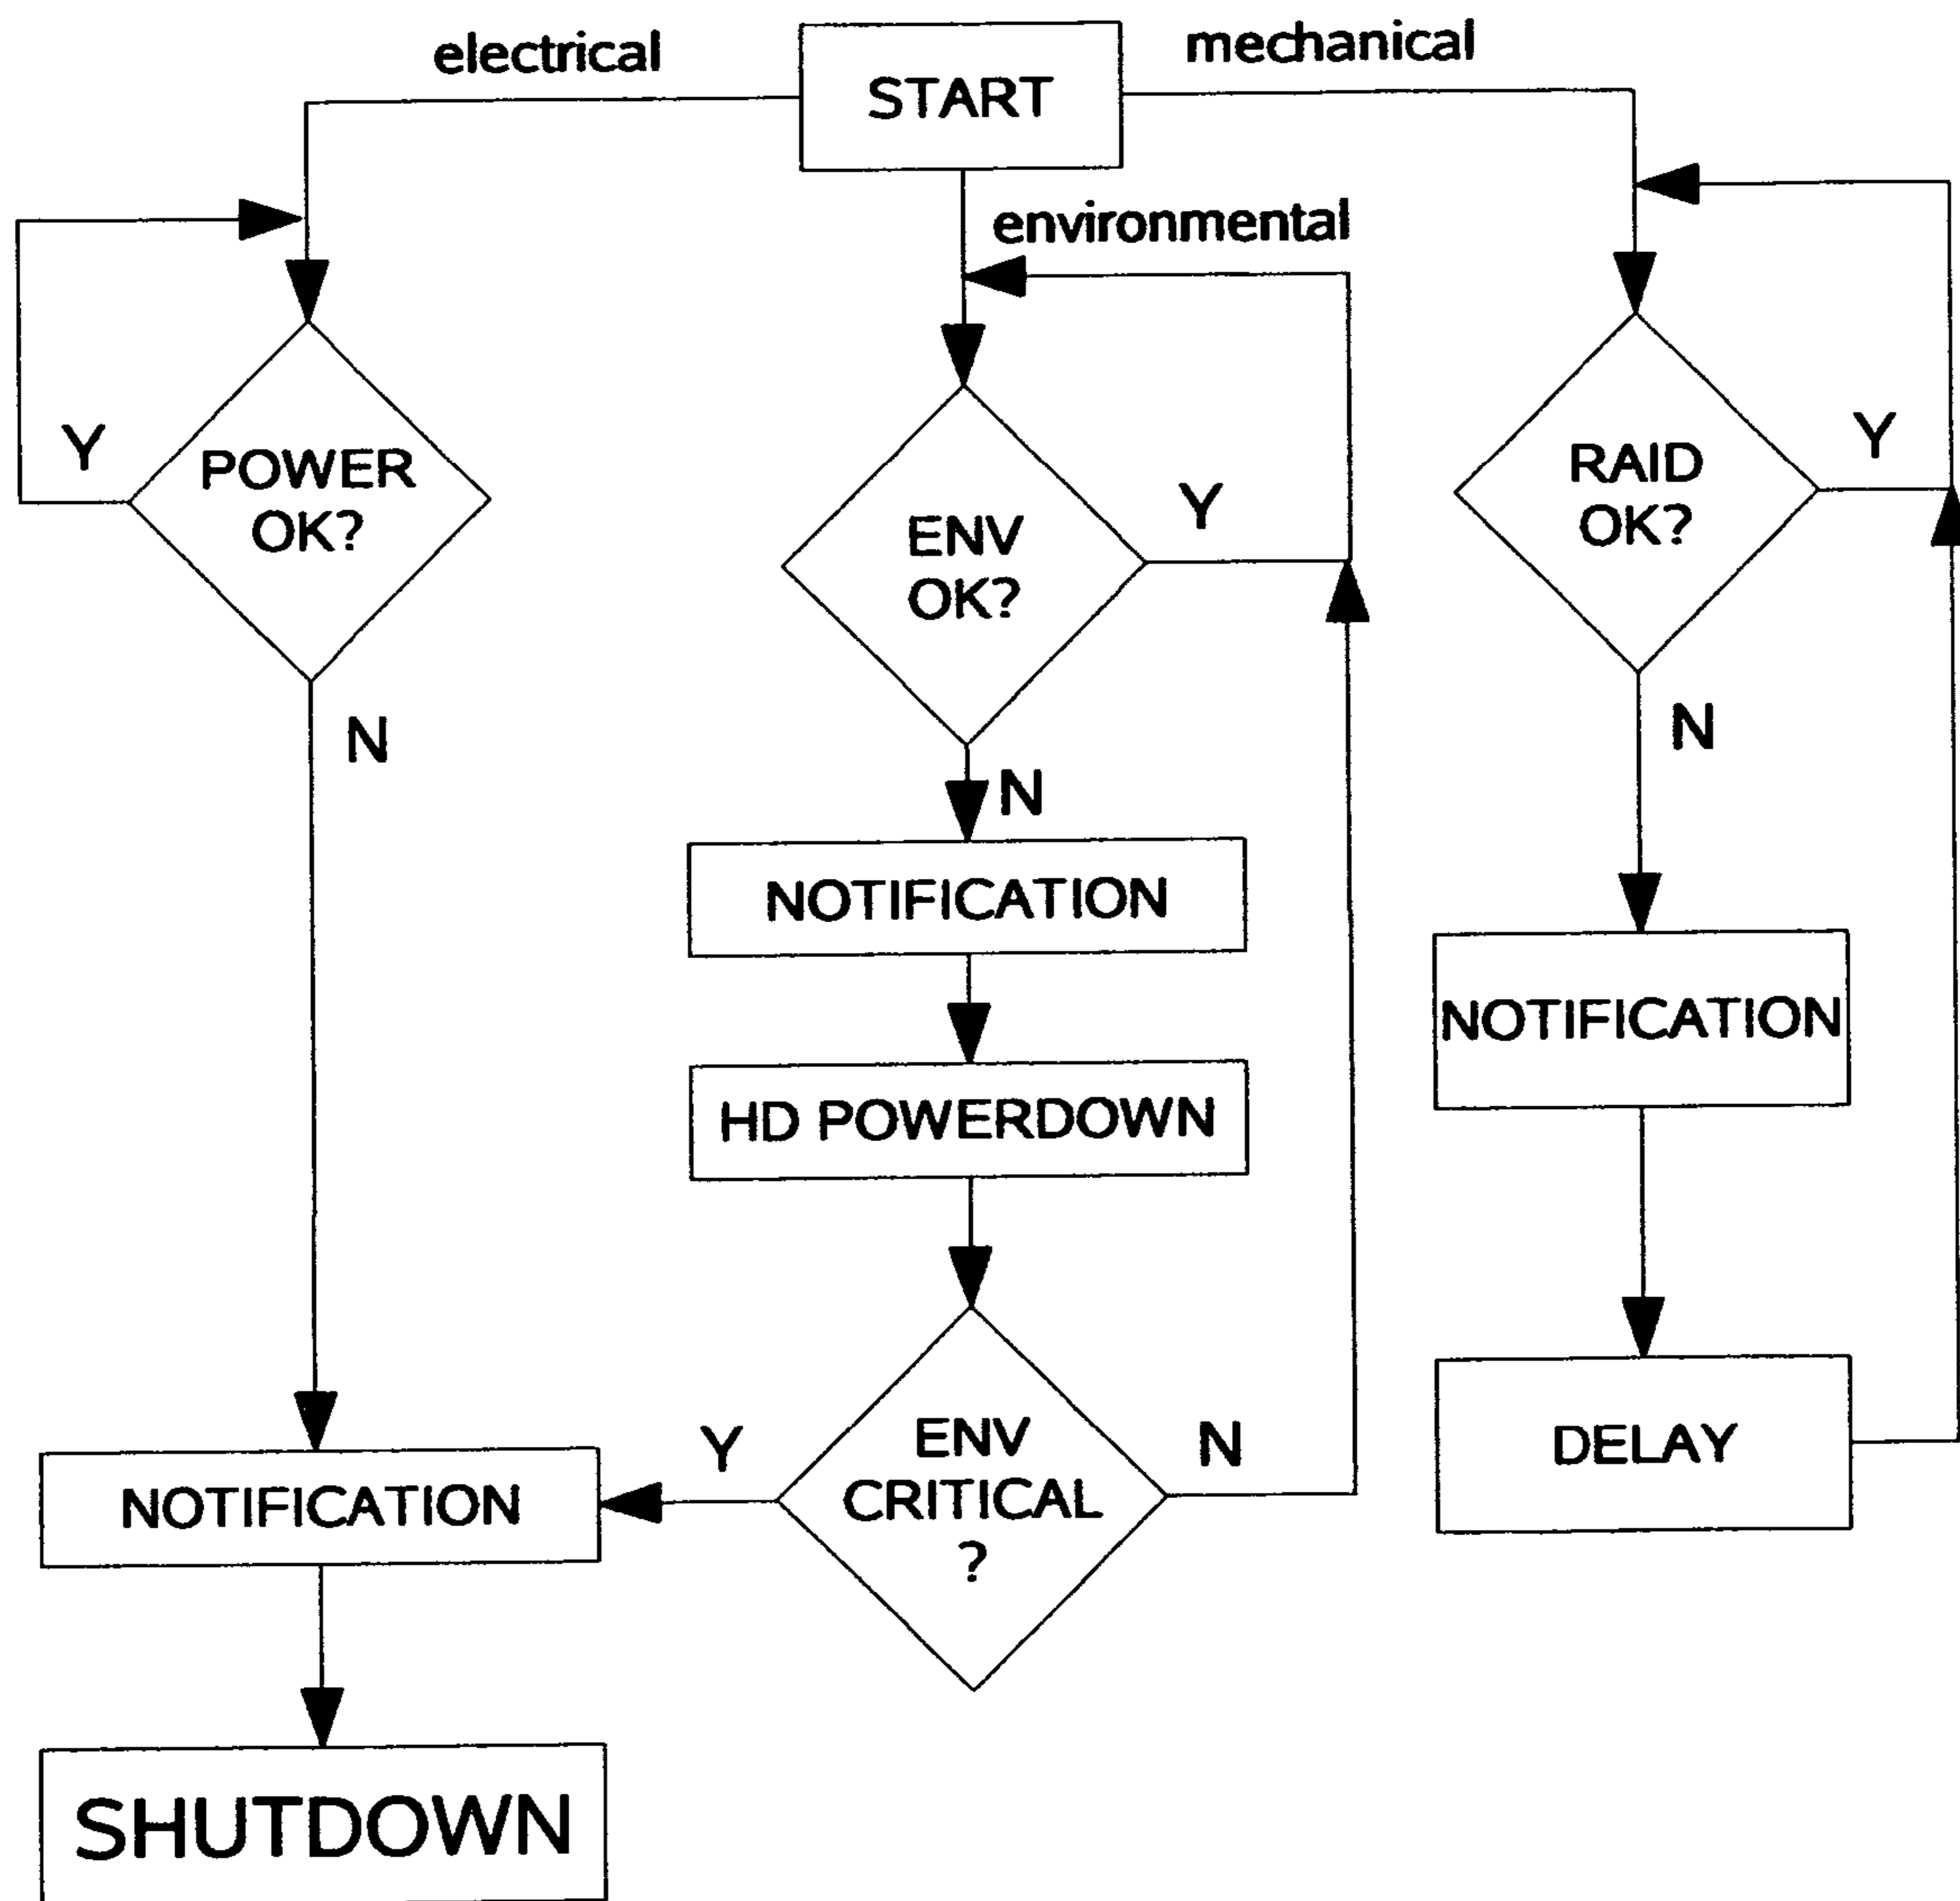 electrical
START
mechanical
environmental
Y
POWER
OK?
N
ENV
OK?
Y
N
RAID
OK?
Y
N
NOTIFICATION
HD POWERDOWN
NOTIFICATION
ENV
CRITICAL
?
Y
N
DELAY
NOTIFICATION
SHUTDOWN